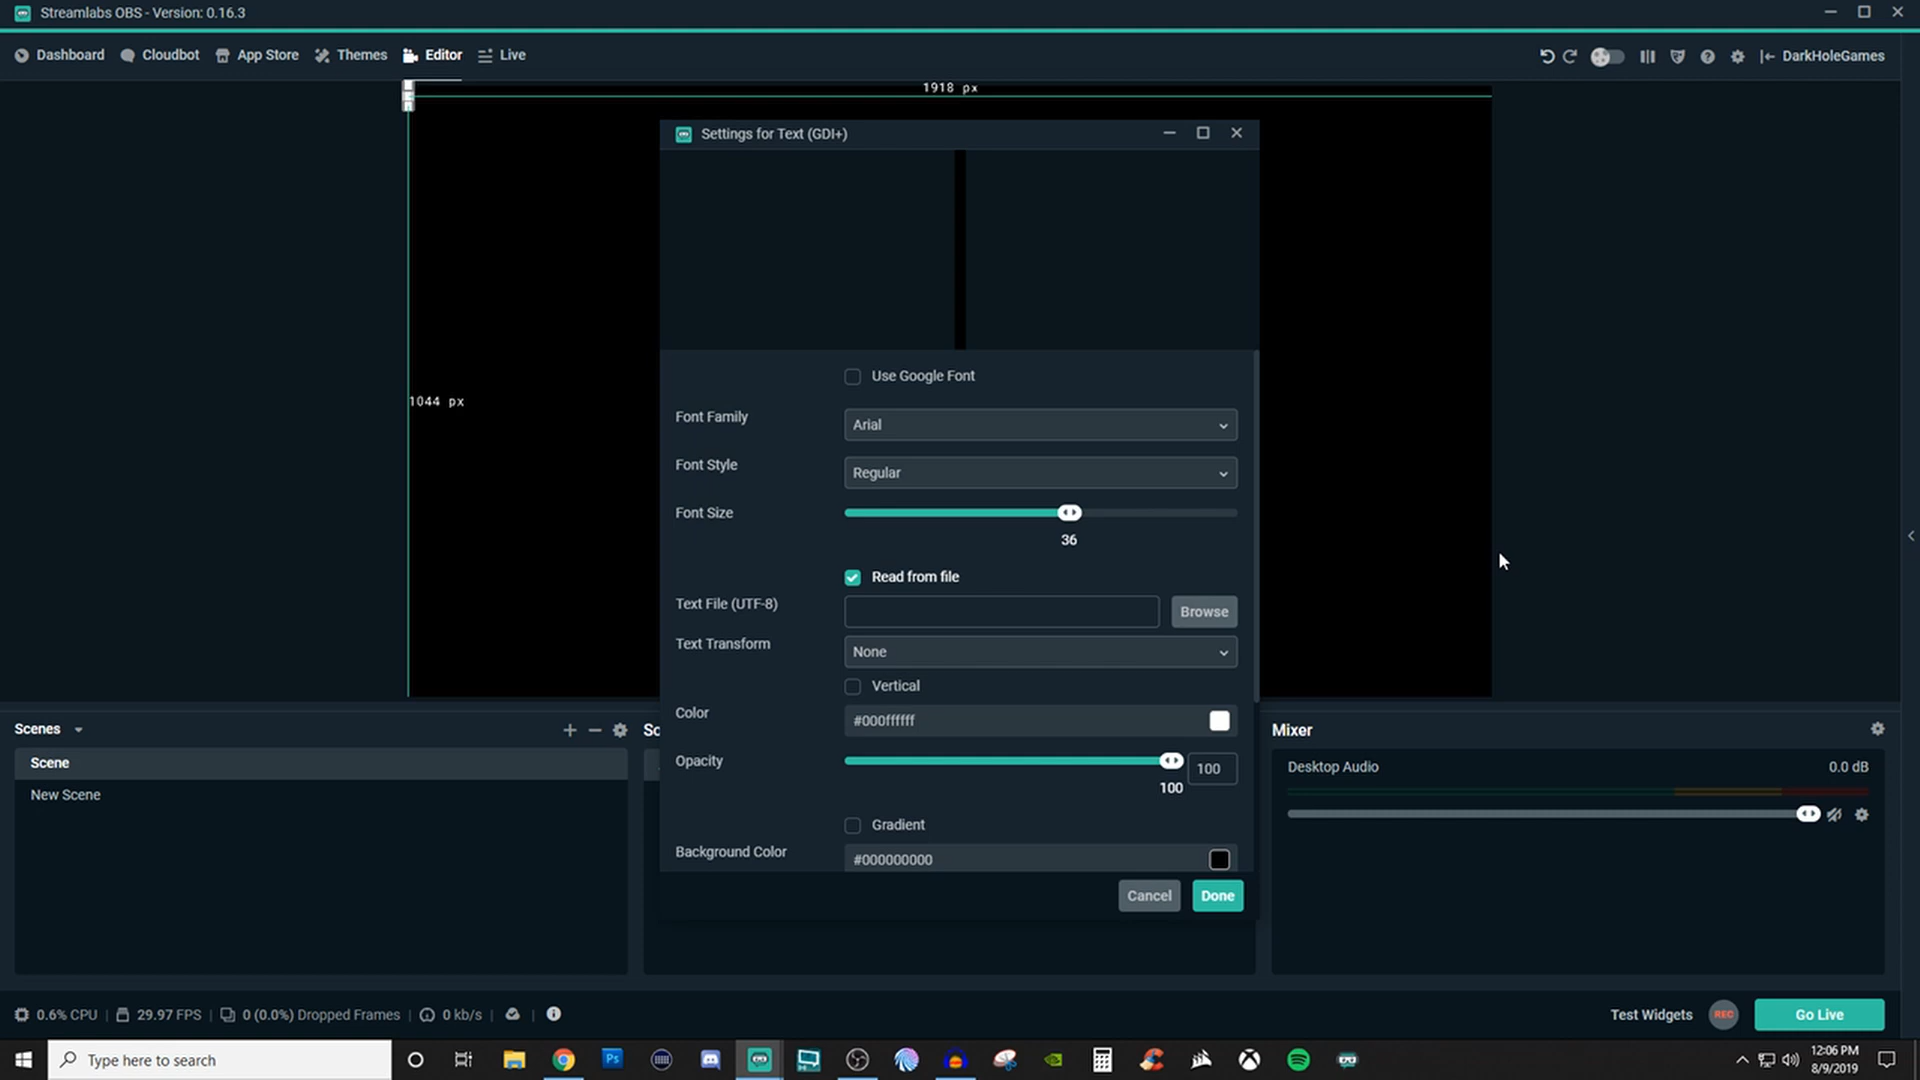 Streamlabs OBS - Version: 0.16.3
Dashboard Cloudbot App Store Themes Editor Live DarkHoleGames
1918 px
Settings for Text (GDI+)
Use Google Font
1044 px
Font Family Arial
Font Style Regular
Font Size
36
Read from file
Text File (UTF-8) Browse
Text Transform None
Vertical
Color #000ffffff
Opacity 100
100
Gradient
Background Color #000000000
Cancel Done
Scenes
Scene
New Scene
Sc
Mixer
Desktop Audio 0.0 dB
0.6% CPU | 29.97 FPS | 0 (0.0%) Dropped Frames | 0 kb/s | |
Test Widgets REC Go Live
Type here to search
Ps
12:06 PM
8/9/2019